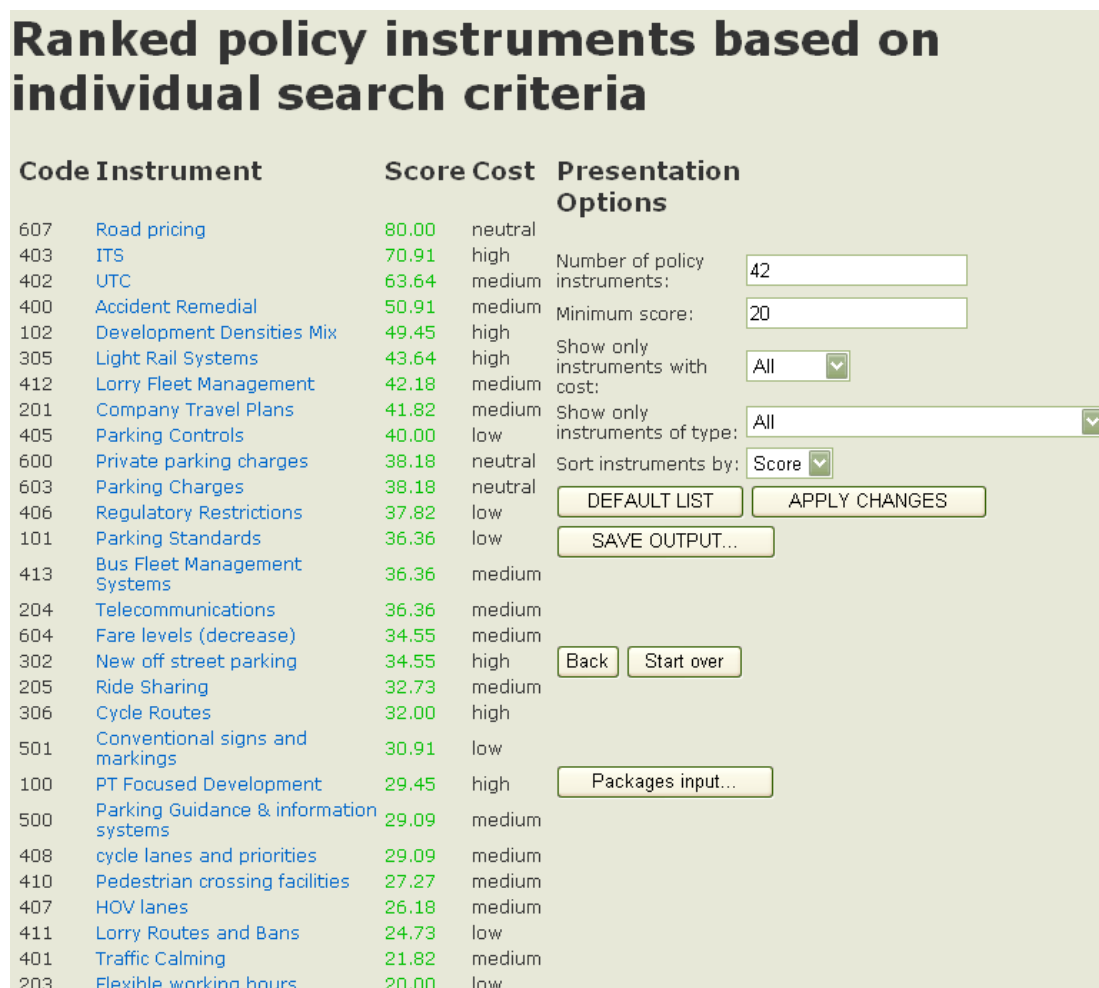 Ranked policy instruments based on
individual search criteria
Code Instrument Score Cost Presentation
Options
607 Road pricing 80.00 neutral
403 ITS 70.91 high
402 UTC 63.64 medium
400 Accident Remedial 50.91 medium
102 Development Densities Mix 49.45 high
305 Light Rail Systems 43.64 high
412 Lorry Fleet Management 42.18 medium
201 Company Travel Plans 41.82 medium
405 Parking Controls 40.00 low
600 Private parking charges 38.18 neutral
603 Parking Charges 38.18 neutral
406 Regulatory Restrictions 37.82 low
101 Parking Standards 36.36 low
413 Bus Fleet Management
Systems 36.36 medium
204 Telecommunications 36.36 medium
604 Fare levels (decrease) 34.55 medium
302 New off street parking 34.55 high
205 Ride Sharing 32.73 medium
306 Cycle Routes 32.00 high
501 Conventional signs and
markings 30.91 low
100 PT Focused Development 29.45 high
500 Parking Guidance & information
systems 29.09 medium
408 cycle lanes and priorities 29.09 medium
410 Pedestrian crossing facilities 27.27 medium
407 HOV lanes 26.18 medium
411 Lorry Routes and Bans 24.73 low
401 Traffic Calming 21.82 medium
203 Flexible working hours 20.00 low
Number of policy
instruments: 42
Minimum score: 20
Show only
instruments with
cost: All
Show only
instruments of type: All
Sort instruments by: Score
DEFAULT LIST APPLY CHANGES
SAVE OUTPUT...
Back Start over
Packages input...